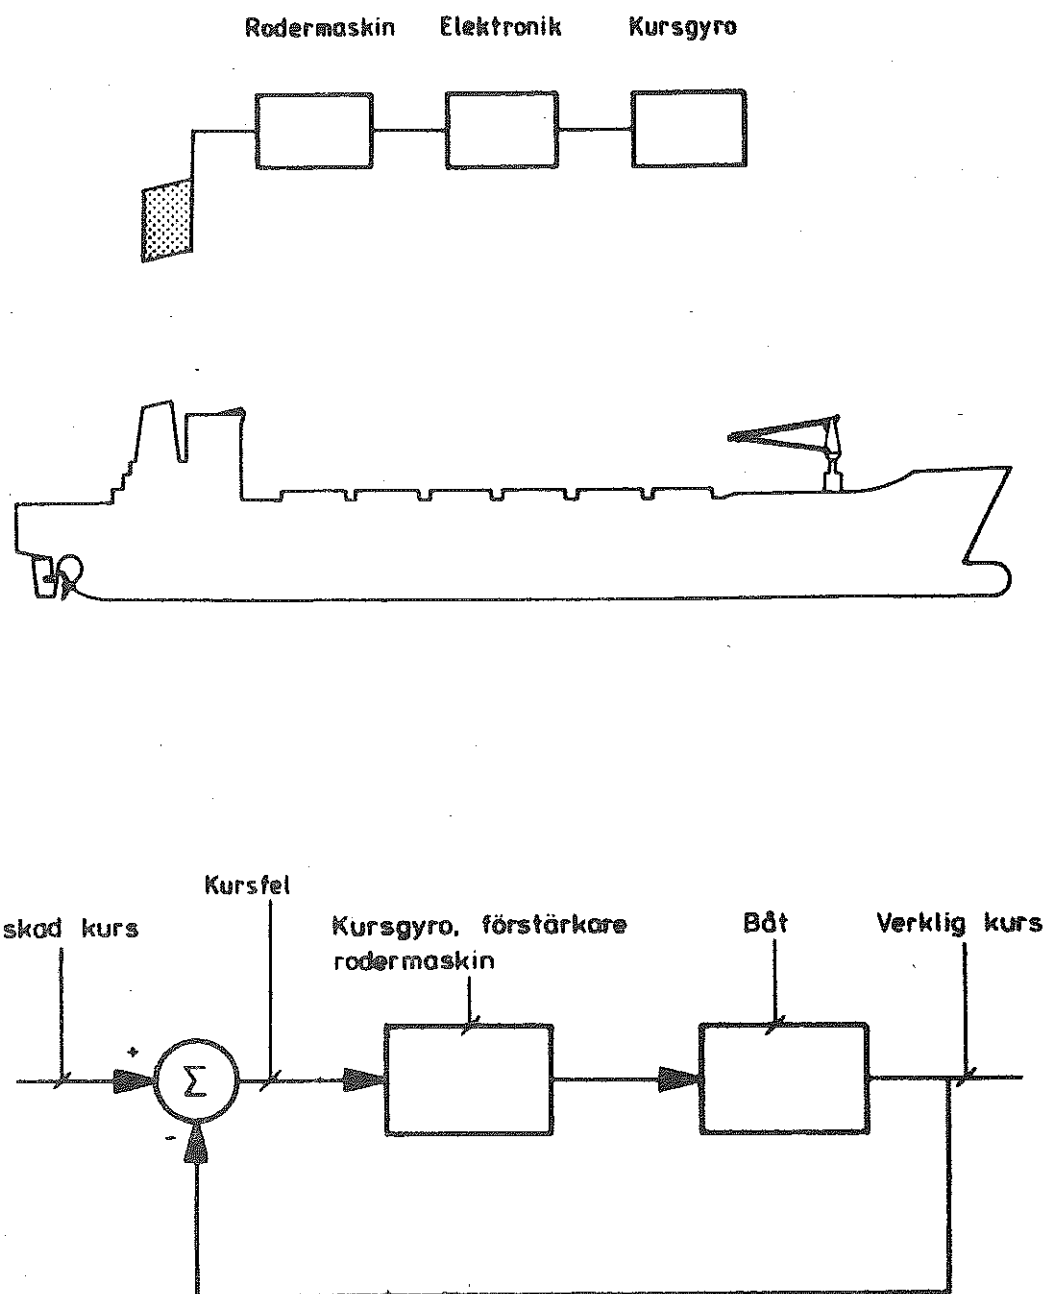 Rodermaskin Elektronik Kursgyro
Kursfel
skad kurs
Kursgyro, förstärkare
rodermaskin
Båt
Verklig kurs
+
Σ
-